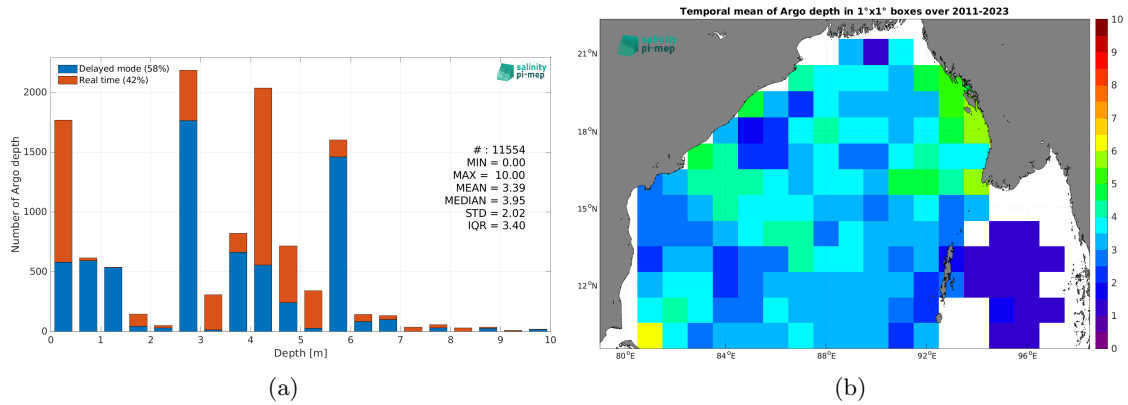 Delayed mode (58%)
Real time (42%)
salinity
pi-mep
# : 11554
MIN = 0.00
MAX = 10.00
MEAN = 3.39
MEDIAN = 3.95
STD = 2.02
IQR = 3.40
Number of Argo depth
2000
1500
1000
500
0
0 1 2 3 4 5 6 7 8 9 10
Depth [m]
(a)
Temporal mean of Argo depth in 1°x1° boxes over 2011-2023
salinity
pi-mep
21°N
18°N
15°N
12°N
80°E 84°E 88°E 92°E 96°E
10
9
8
7
6
5
4
3
2
1
0
(b)